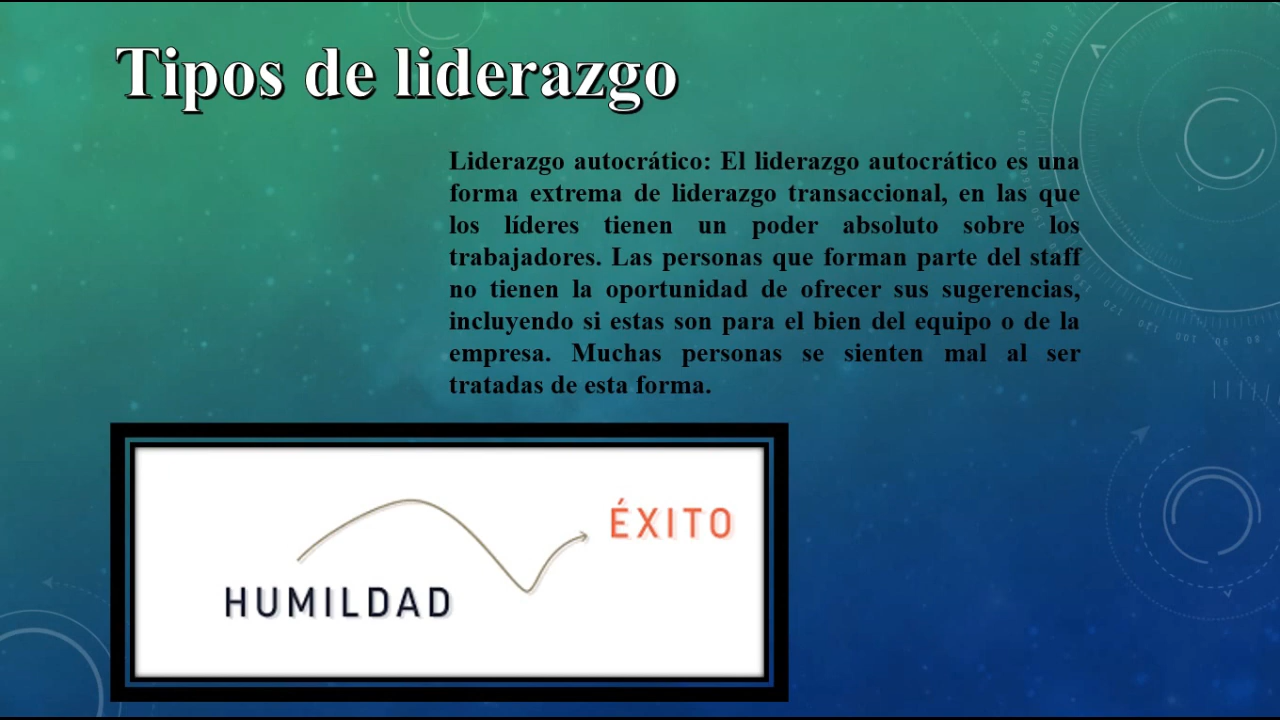 Tipos de liderazgo
Liderazgo autocrático: El liderazgo autocrático es una
forma extrema de liderazgo transaccional, en las que
los líderes tienen un poder absoluto sobre los
trabajadores. Las personas que forman parte del staff
no tienen la oportunidad de ofrecer sus sugerencias,
incluyendo si estas son para el bien del equipo o de la
empresa. Muchas personas se sienten mal al ser
tratadas de esta forma.
ÉXITO
HUMILDAD